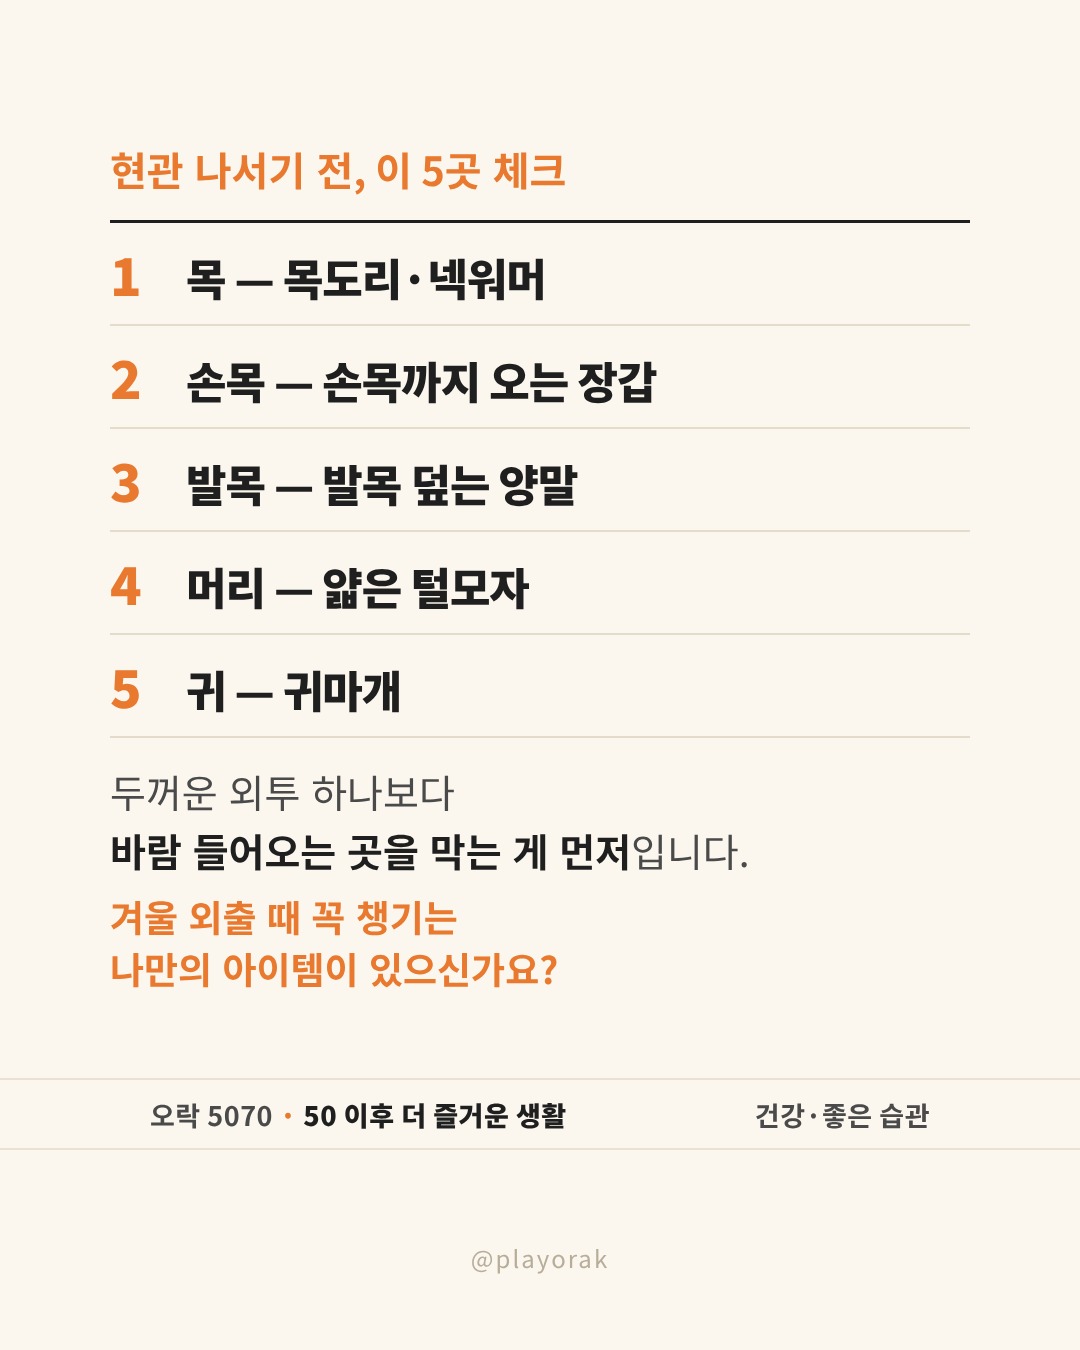 현관 나서기 전, 이 5곳 체크
1 목 — 목도리·넥워머
2 손목 — 손목까지 오는 장갑
3 발목 — 발목 덮는 양말
4 머리 — 얇은 털모자
5 귀 — 귀마개
두꺼운 외투 하나보다
바람 들어오는 곳을 막는 게 먼저입니다.
겨울 외출 때 꼭 챙기는
나만의 아이템이 있으신가요?
오락 5070 · 50 이후 더 즐거운 생활
건강·좋은 습관
@playorak